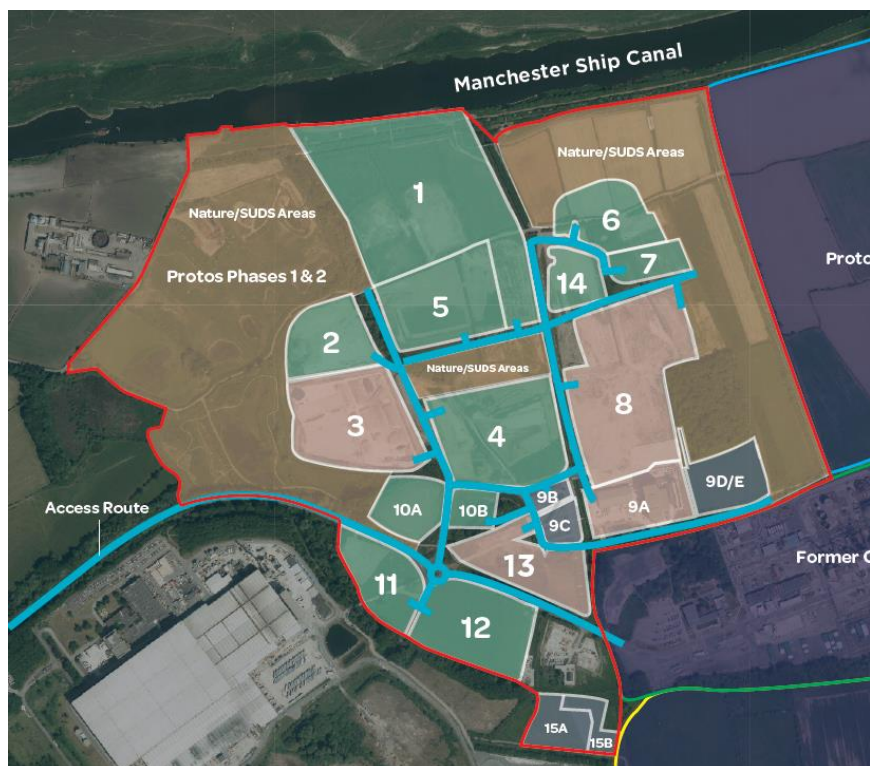 Manchester Ship Canal
Nature/SUDS Areas
1
Nature/SUDS Areas
6
Protos Phases 1 & 2
7
Proto
14
5
2
Nature/SUDS Areas
8
3
4
9D/E
9B
10A
10B
9A
Access Route
9C
13
Former C
11
12
15A
15B